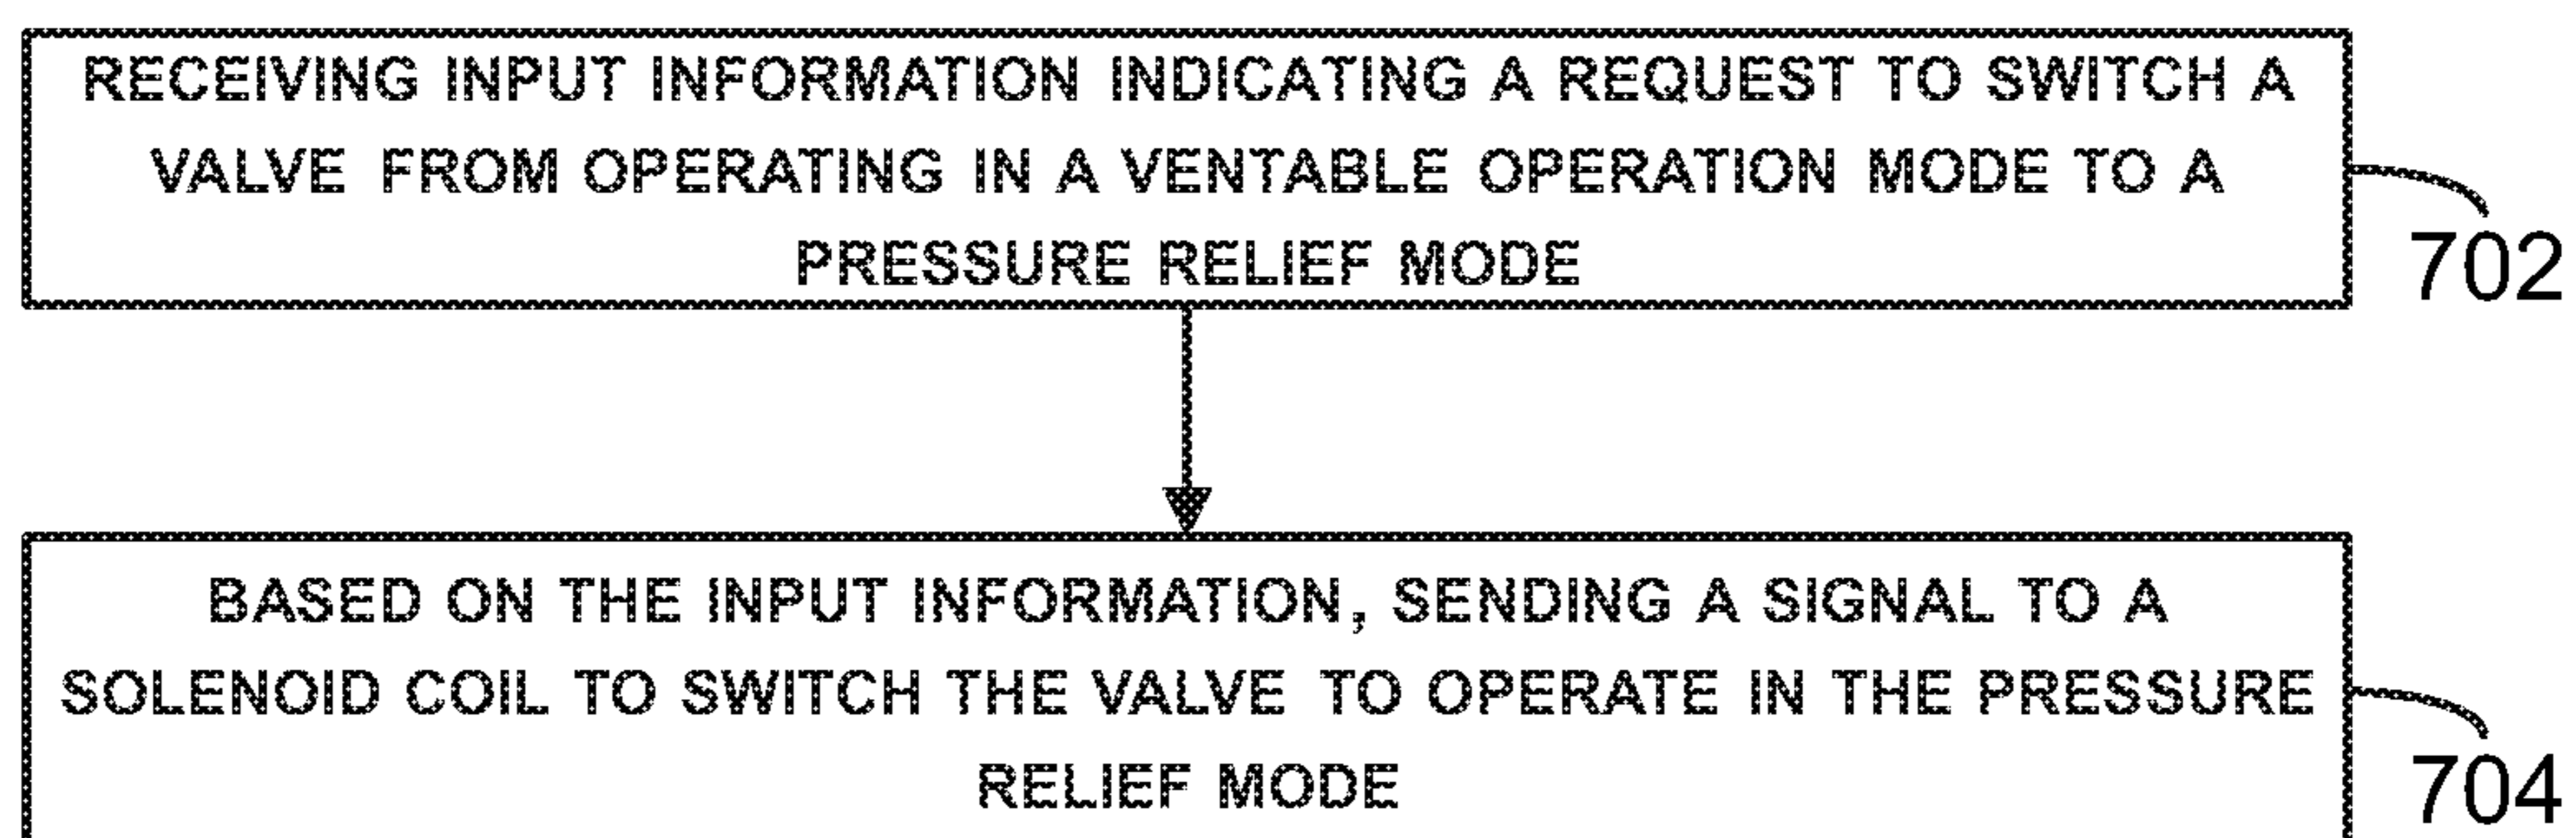 RECEIVING INPUT INFORMATION INDICATING A REQUEST TO SWITCH A
VALVE FROM OPERATING IN A VENTABLE OPERATION MODE TO A
PRESSURE RELIEF MODE
702
BASED ON THE INPUT INFORMATION, SENDING A SIGNAL TO A
SOLENOID COIL TO SWITCH THE VALVE TO OPERATE IN THE PRESSURE
RELIEF MODE
704